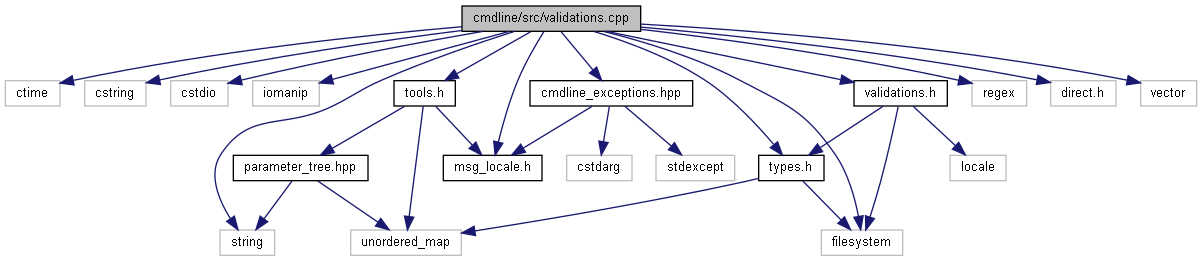 cmdline/src/validations.cpp
ctime
cstring
cstdio
iomanip
tools.h
cmdline_exceptions.hpp
validations.h
regex
direct.h
vector
parameter_tree.hpp
msg_locale.h
cstdarg
stdexcept
types.h
locale
string
unordered_map
filesystem